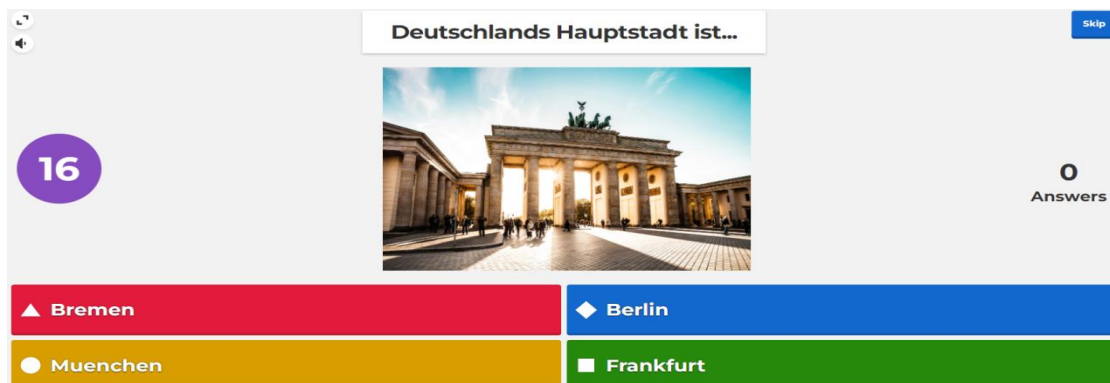 Deutschlands Hauptstadt ist...
Skip
16
0
Answers
Bremen
Berlin
Muenchen
Frankfurt